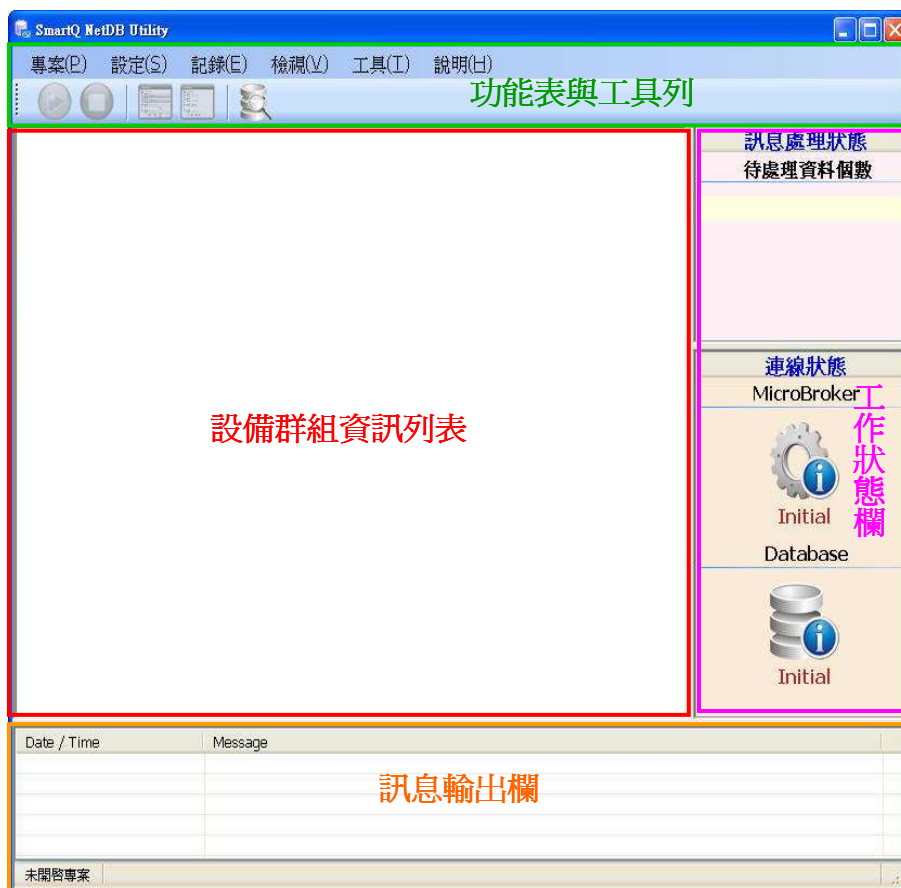 SmartQ NetDB Utility
專案(P) 設定(S) 記錄(E) 檢視(V) 工具(T) 說明(H)
功能表與工具列
訊息處理狀態
待處理資料個數
設備群組資訊列表
連線狀態
MicroBroker
Initial
Database
Initial
工作狀態欄
Date / Time Message
訊息輸出欄
未開啓專案